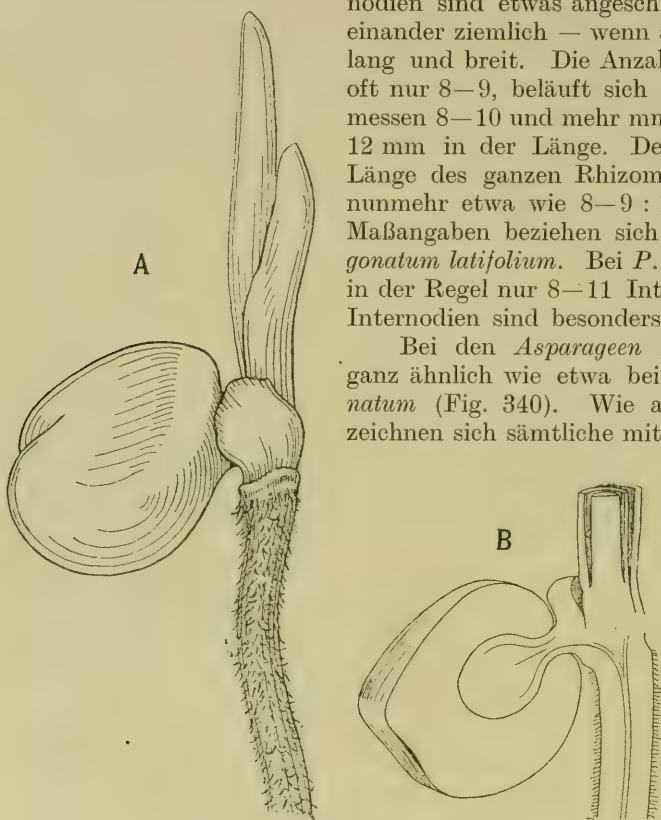 nodien sind etwas angesch
einander ziemlich — wenn a
lang und breit. Die Anzal
oft nur 8—9, beläuft sich
messen 8—10 und mehr mm
12 mm in der Länge. De
Länge des ganzen Rhizom
nunmehr etwa wie 8—9 :
Maßangaben beziehen sich
gonatum latifolium. Bei P.
in der Regel nur 8—11 Int
Internodien sind besonders
Bei den Asparageen
ganz ähnlich wie etwa bei
natum (Fig. 340). Wie a
zeichnen sich sämtliche mit
A
B